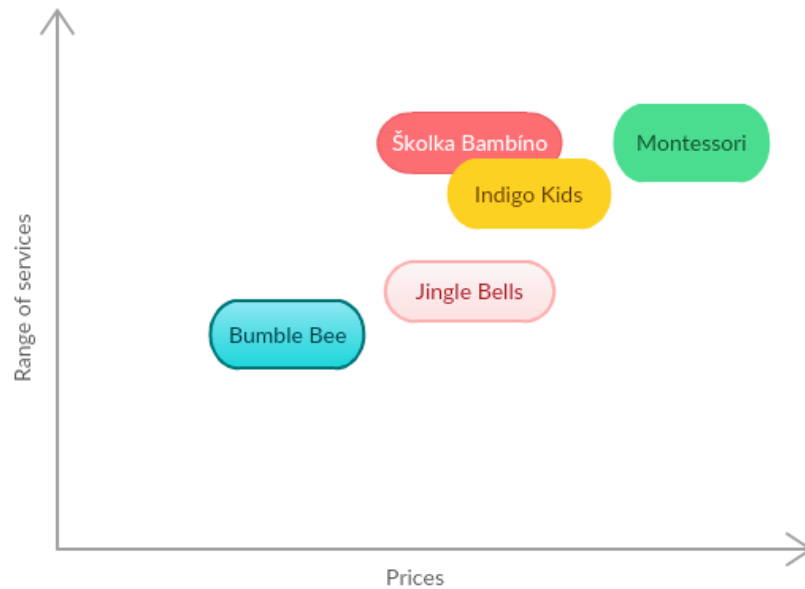 Školka Bambíno
Montessori
Indigo Kids
Jingle Bells
Bumble Bee
Range of services
Prices